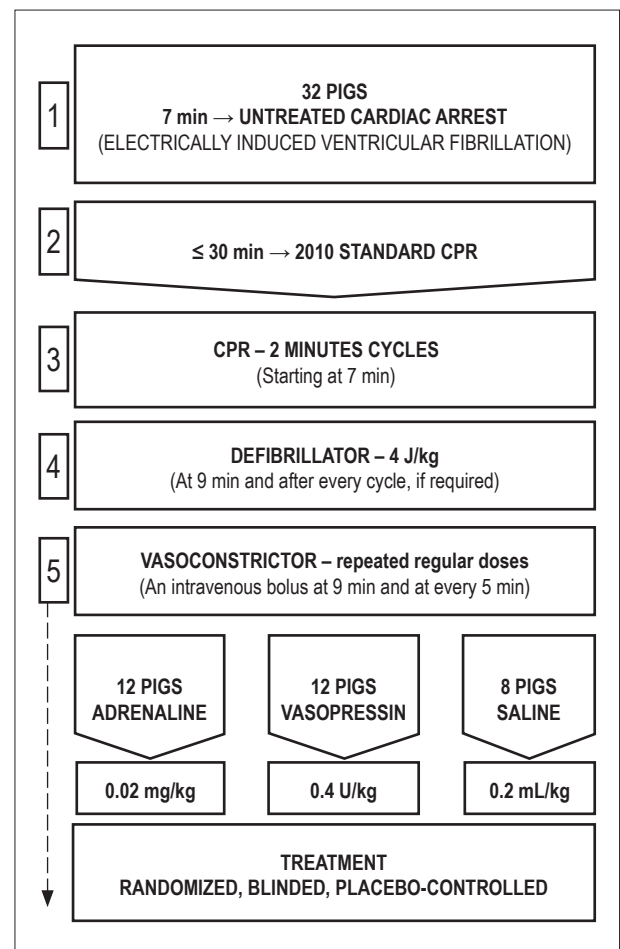 1
32 PIGS
7 min → UNTREATED CARDIAC ARREST
(ELECTRICALLY INDUCED VENTRICULAR FIBRILLATION)
2
≤ 30 min → 2010 STANDARD CPR
3
CPR – 2 MINUTES CYCLES
(Starting at 7 min)
4
DEFIBRILLATOR – 4 J/kg
(At 9 min and after every cycle, if required)
5
VASOCONSTRICTOR – repeated regular doses
(An intravenous bolus at 9 min and at every 5 min)
12 PIGS
ADRENALINE
12 PIGS
VASOPRESSIN
8 PIGS
SALINE
0.02 mg/kg
0.4 U/kg
0.2 mL/kg
TREATMENT
RANDOMIZED, BLINDED, PLACEBO-CONTROLLED